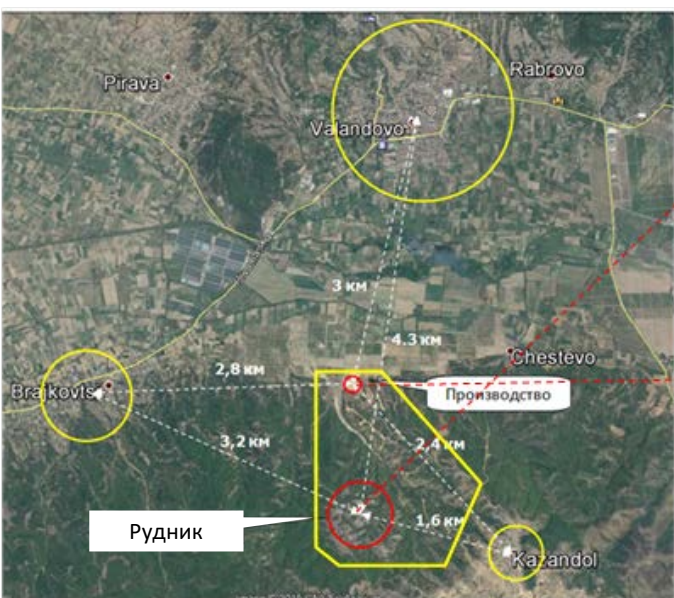 Pirava
Rabrovo
Valandovo
3 км
4.3 км
Chestevo
2,8 км
Brajkovts
Производство
3,2 км
2,4 км
Рудник
1,6 км
Kazandol